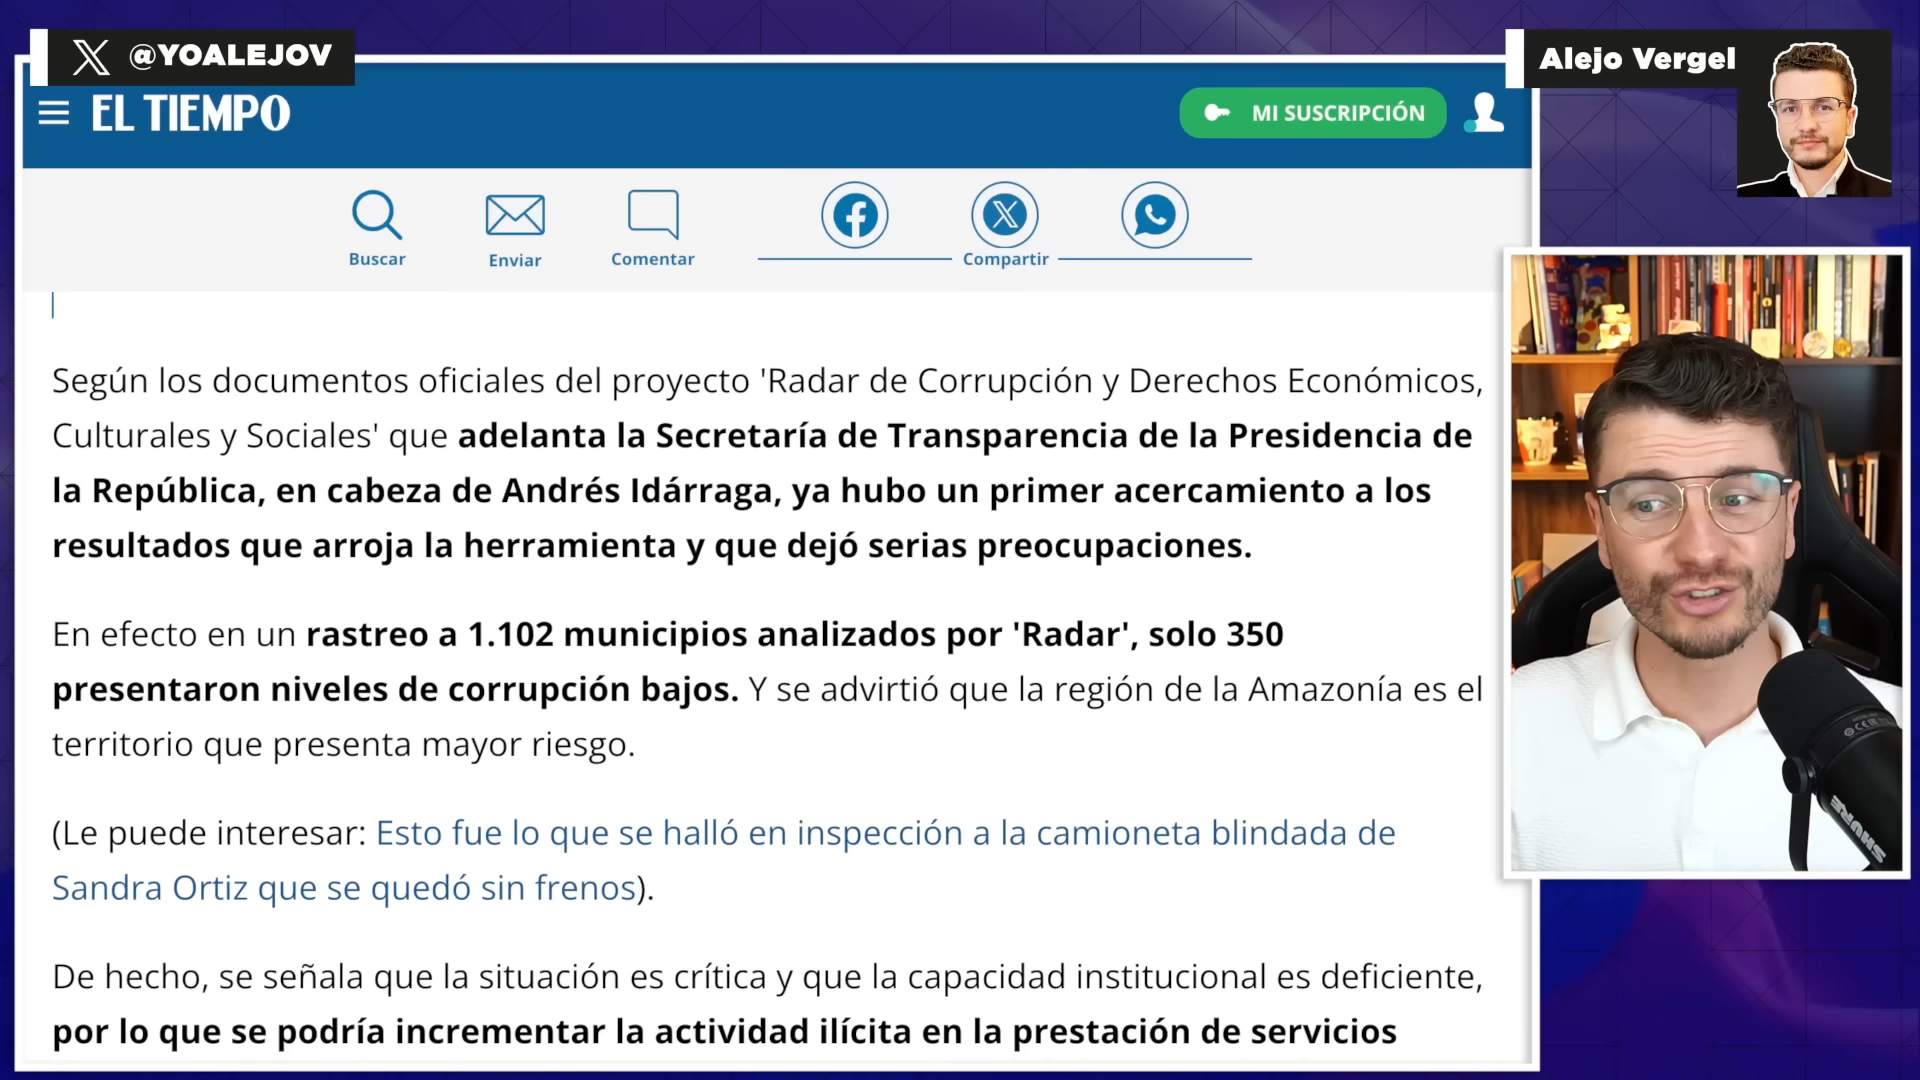 @YOALEJOV
Alejo Vergel
EL TIEMPO
MI SUSCRIPCIÓN
Buscar
Enviar
Comentar
Compartir
Según los documentos oficiales del proyecto 'Radar de Corrupción y Derechos Económicos,
Culturales y Sociales' que adelanta la Secretaría de Transparencia de la Presidencia de
la República, en cabeza de Andrés Idárraga, ya hubo un primer acercamiento a los
resultados que arroja la herramienta y que dejó serias preocupaciones.
En efecto en un rastreo a 1.102 municipios analizados por 'Radar', solo 350
presentaron niveles de corrupción bajos. Y se advirtió que la región de la Amazonía es el
territorio que presenta mayor riesgo.
(Le puede interesar: Esto fue lo que se halló en inspección a la camioneta blindada de
Sandra Ortiz que se quedó sin frenos).
De hecho, se señala que la situación es crítica y que la capacidad institucional es deficiente,
por lo que se podría incrementar la actividad ilícita en la prestación de servicios
SHURE